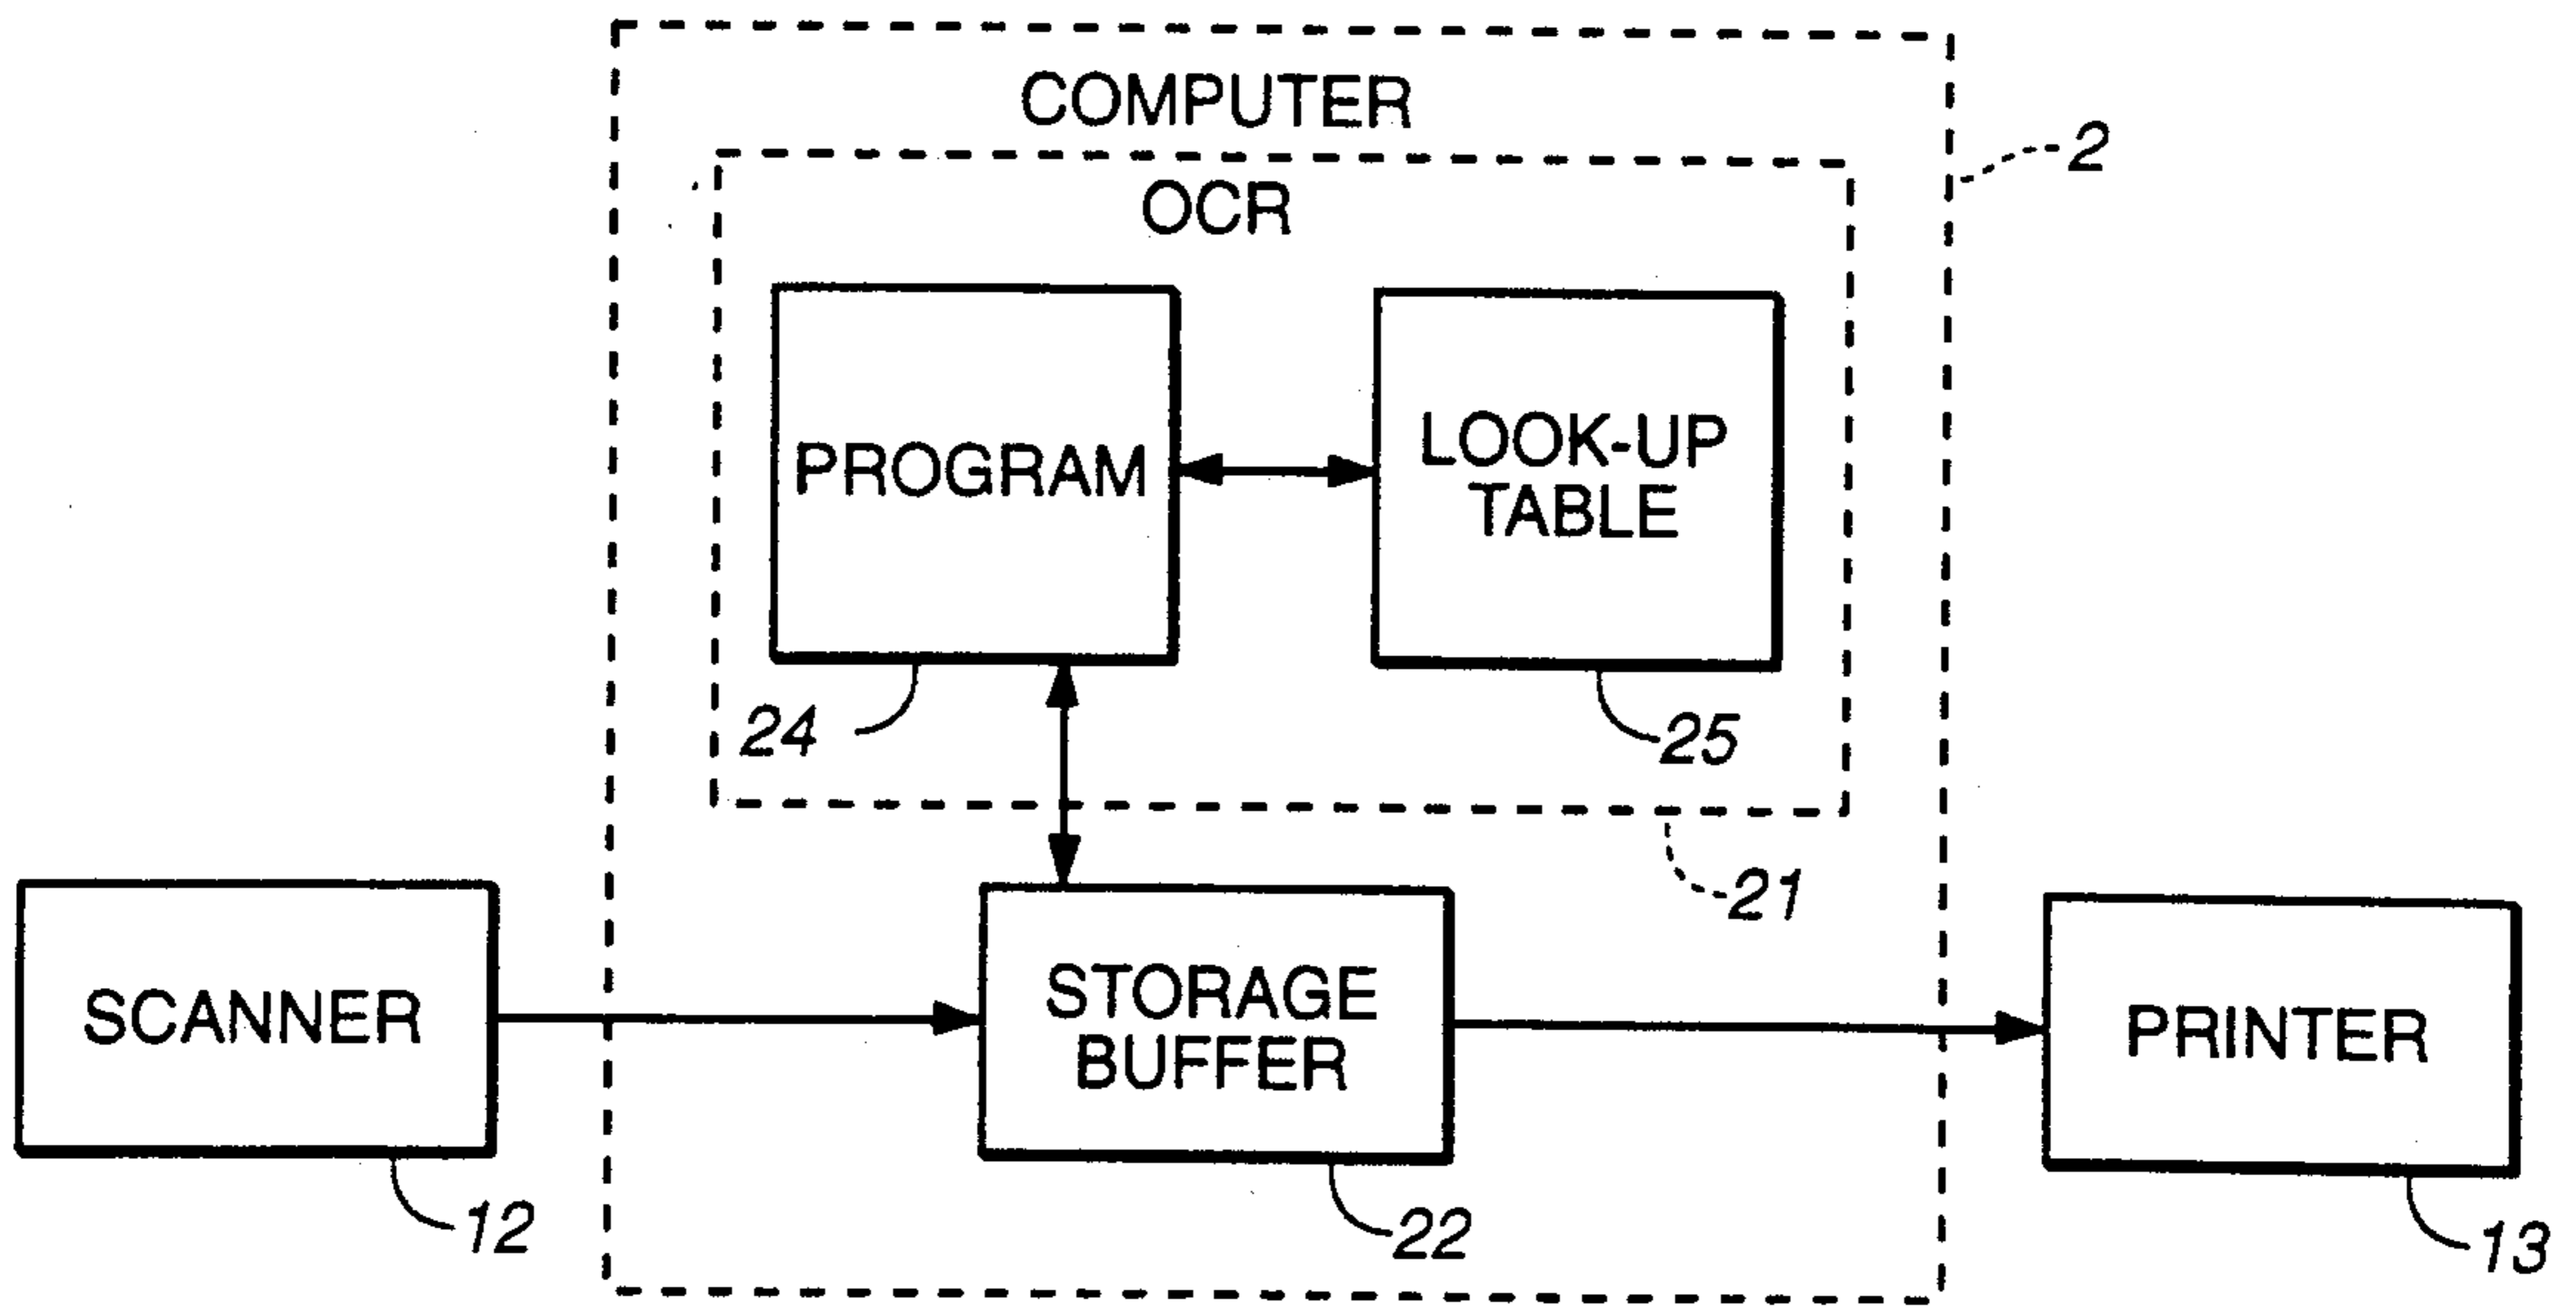 COMPUTER
2
OCR
PROGRAM
LOOK-UP
TABLE
24
25
21
SCANNER
STORAGE
BUFFER
PRINTER
12
22
13